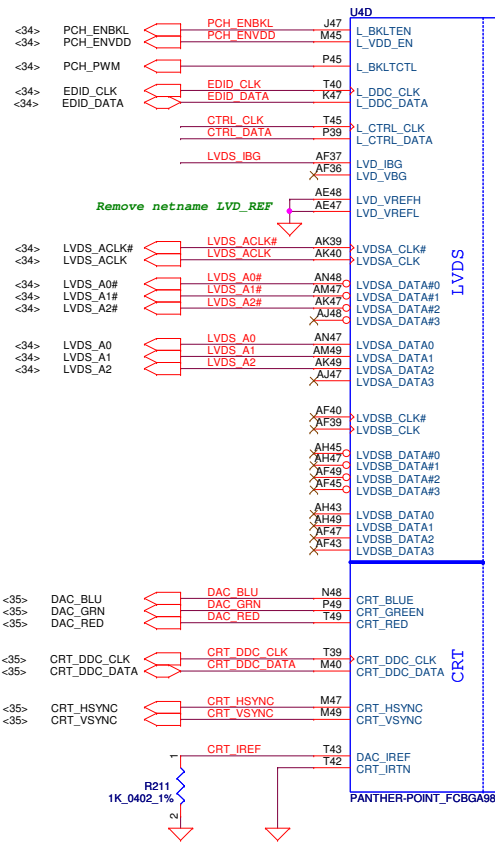 U4D
<34> PCH_ENBKL PCH_ENBKL J47 L_BKLTEN
<34> PCH_ENVDD PCH_ENVDD M45 L_VDD_EN
<34> PCH_PWM P45 L_BKLTCTL
<34> EDID_CLK EDID_CLK T40 L_DDC_CLK
<34> EDID_DATA EDID_DATA K47 L_DDC_DATA
CTRL_CLK T45 L_CTRL_CLK
CTRL_DATA P39 L_CTRL_DATA
LVDS_IBG AF37 LVD_IBG
AF36 LVD_VBG
AE48 LVD_VREFH
Remove netname LVD_REF AE47 LVD_VREFL
<34> LVDS_ACLK# LVDS_ACLK# AK39 LVDSA_CLK#
<34> LVDS_ACLK LVDS_ACLK AK40 LVDSA_CLK
LVDS
<34> LVDS_A0# LVDS_A0# AN48 LVDSA_DATA#0
<34> LVDS_A1# LVDS_A1# AM47 LVDSA_DATA#1
<34> LVDS_A2# LVDS_A2# AK47 LVDSA_DATA#2
AJ48 LVDSA_DATA#3
<34> LVDS_A0 LVDS_A0 AN47 LVDSA_DATA0
<34> LVDS_A1 LVDS_A1 AM49 LVDSA_DATA1
<34> LVDS_A2 LVDS_A2 AK49 LVDSA_DATA2
AJ47 LVDSA_DATA3
AF40 LVDSB_CLK#
AF39 LVDSB_CLK
AH45 LVDSB_DATA#0
AH47 LVDSB_DATA#1
AF49 LVDSB_DATA#2
AF45 LVDSB_DATA#3
AH43 LVDSB_DATA0
AH49 LVDSB_DATA1
AF47 LVDSB_DATA2
AF43 LVDSB_DATA3
<35> DAC_BLU DAC_BLU N48 CRT_BLUE
<35> DAC_GRN DAC_GRN P49 CRT_GREEN
<35> DAC_RED DAC_RED T49 CRT_RED
<35> CRT_DDC_CLK CRT_DDC_CLK T39 CRT_DDC_CLK
<35> CRT_DDC_DATA CRT_DDC_DATA M40 CRT_DDC_DATA
CRT
<35> CRT_HSYNC CRT_HSYNC M47 CRT_HSYNC
<35> CRT_VSYNC CRT_VSYNC M49 CRT_VSYNC
1 CRT_IREF T43 DAC_IREF
T42 CRT_IRTN
R211
1K_0402_1% PANTHER-POINT_FCBGA98
2